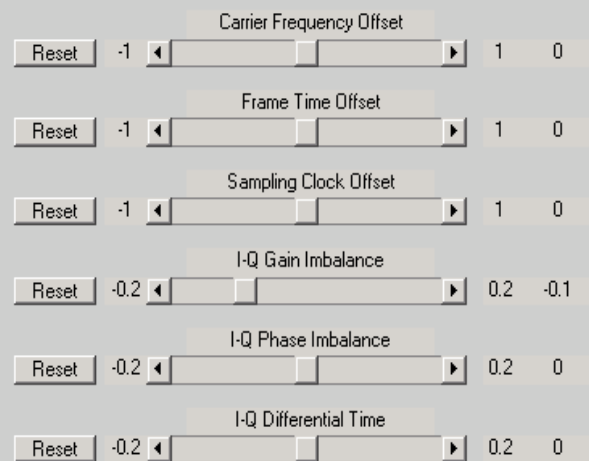 Carrier Frequency Offset
Reset -1 1 0
Frame Time Offset
Reset -1 1 0
Sampling Clock Offset
Reset -1 1 0
I-Q Gain Imbalance
Reset -0.2 0.2 -0.1
I-Q Phase Imbalance
Reset -0.2 0.2 0
I-Q Differential Time
Reset -0.2 0.2 0